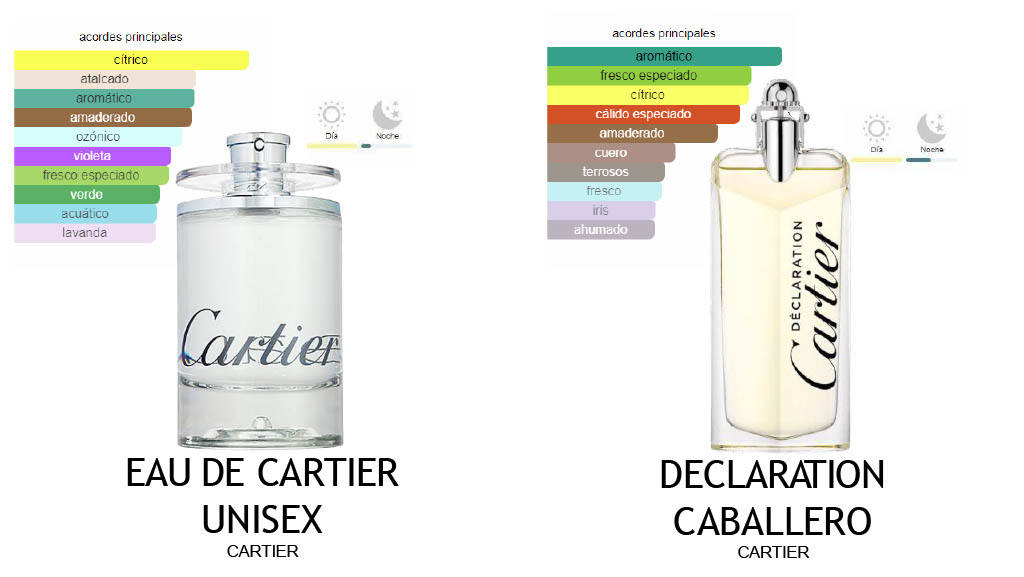 acordes principales
cítrico
atalcado
aromático
amaderado
ozónico
violeta
fresco especiado
verde
acuático
lavanda
Día
Noche
Cartier
EAU DE CARTIER
UNISEX
CARTIER
acordes principales
aromático
fresco especiado
cítrico
cálido especiado
amaderado
cuero
terrosos
fresco
iris
ahumado
Día
Noche
DÉCLARATION
Cartier
DECLARATION
CABALLERO
CARTIER